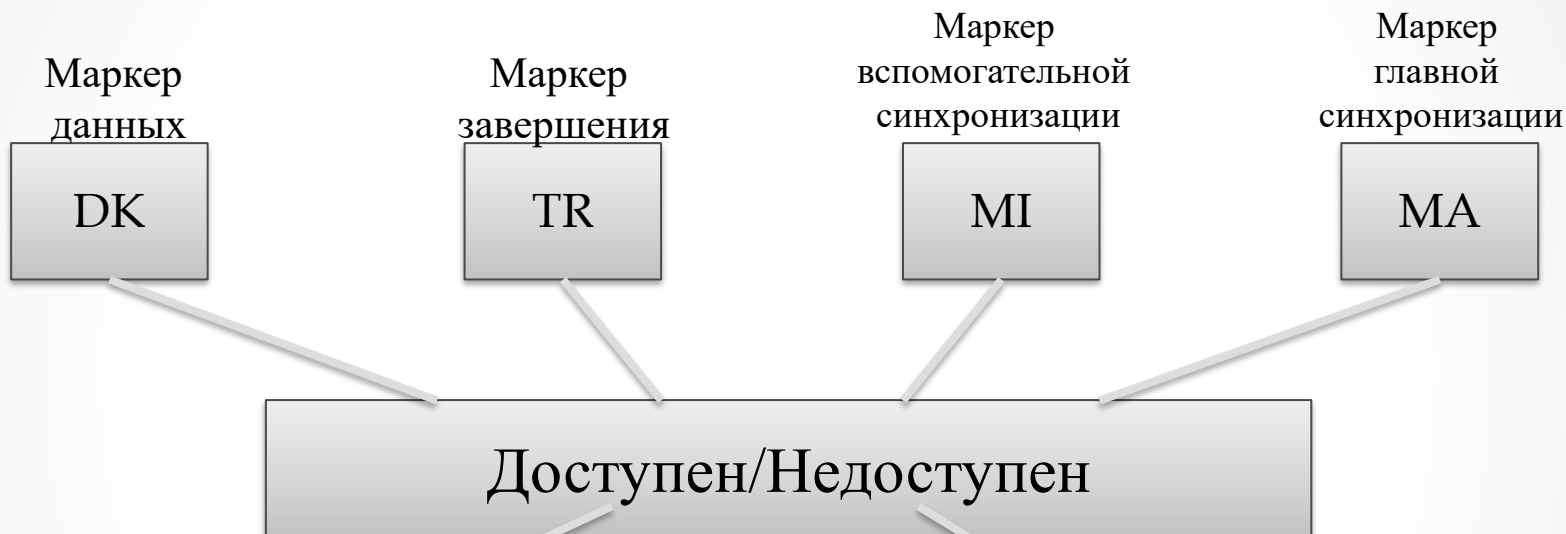 Маркер
данных
Маркер
завершения
Маркер
вспомогательной
синхронизации
Маркер
главной
синхронизации
DK
TR
MI
MA
Доступен/Недоступен